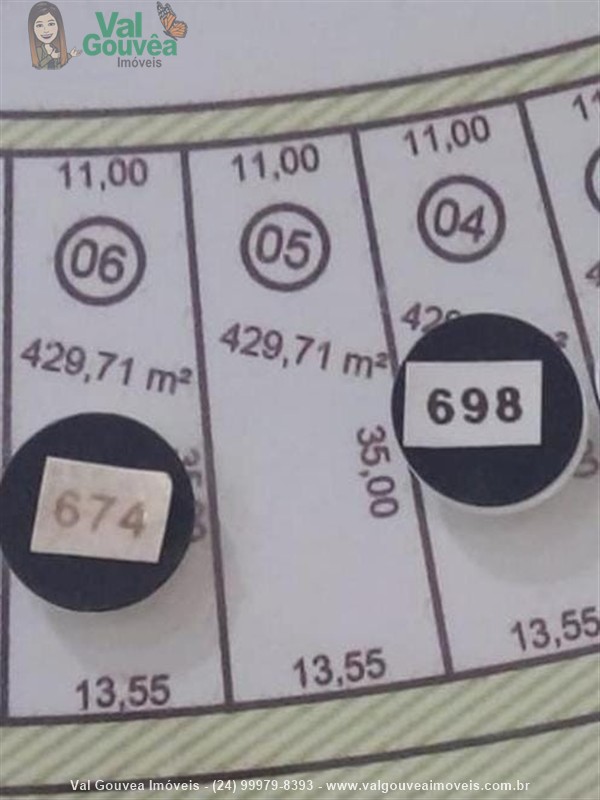 Val
Gouvêa
Imóveis
11,00
11,00
11,00
11
06
05
04
429,71 m²
429,71 m²
698
674
35,00
13,55
13,55
13,55
Val Gouvea Imóveis - (24) 99979-8393 - www.valgouveaimoveis.com.br